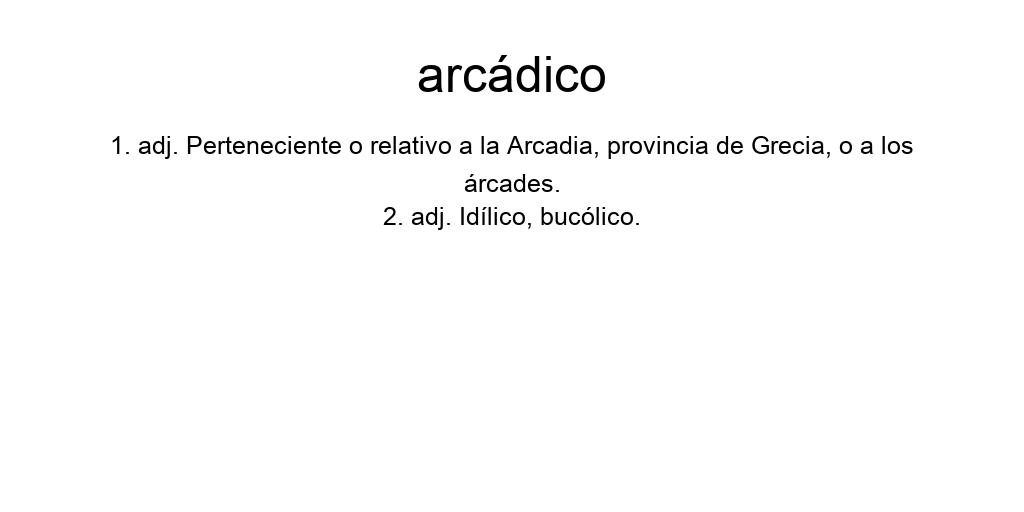 arcádico
1. adj. Perteneciente o relativo a la Arcadia, provincia de Grecia, o a los
árcades.
2. adj. Idílico, bucólico.